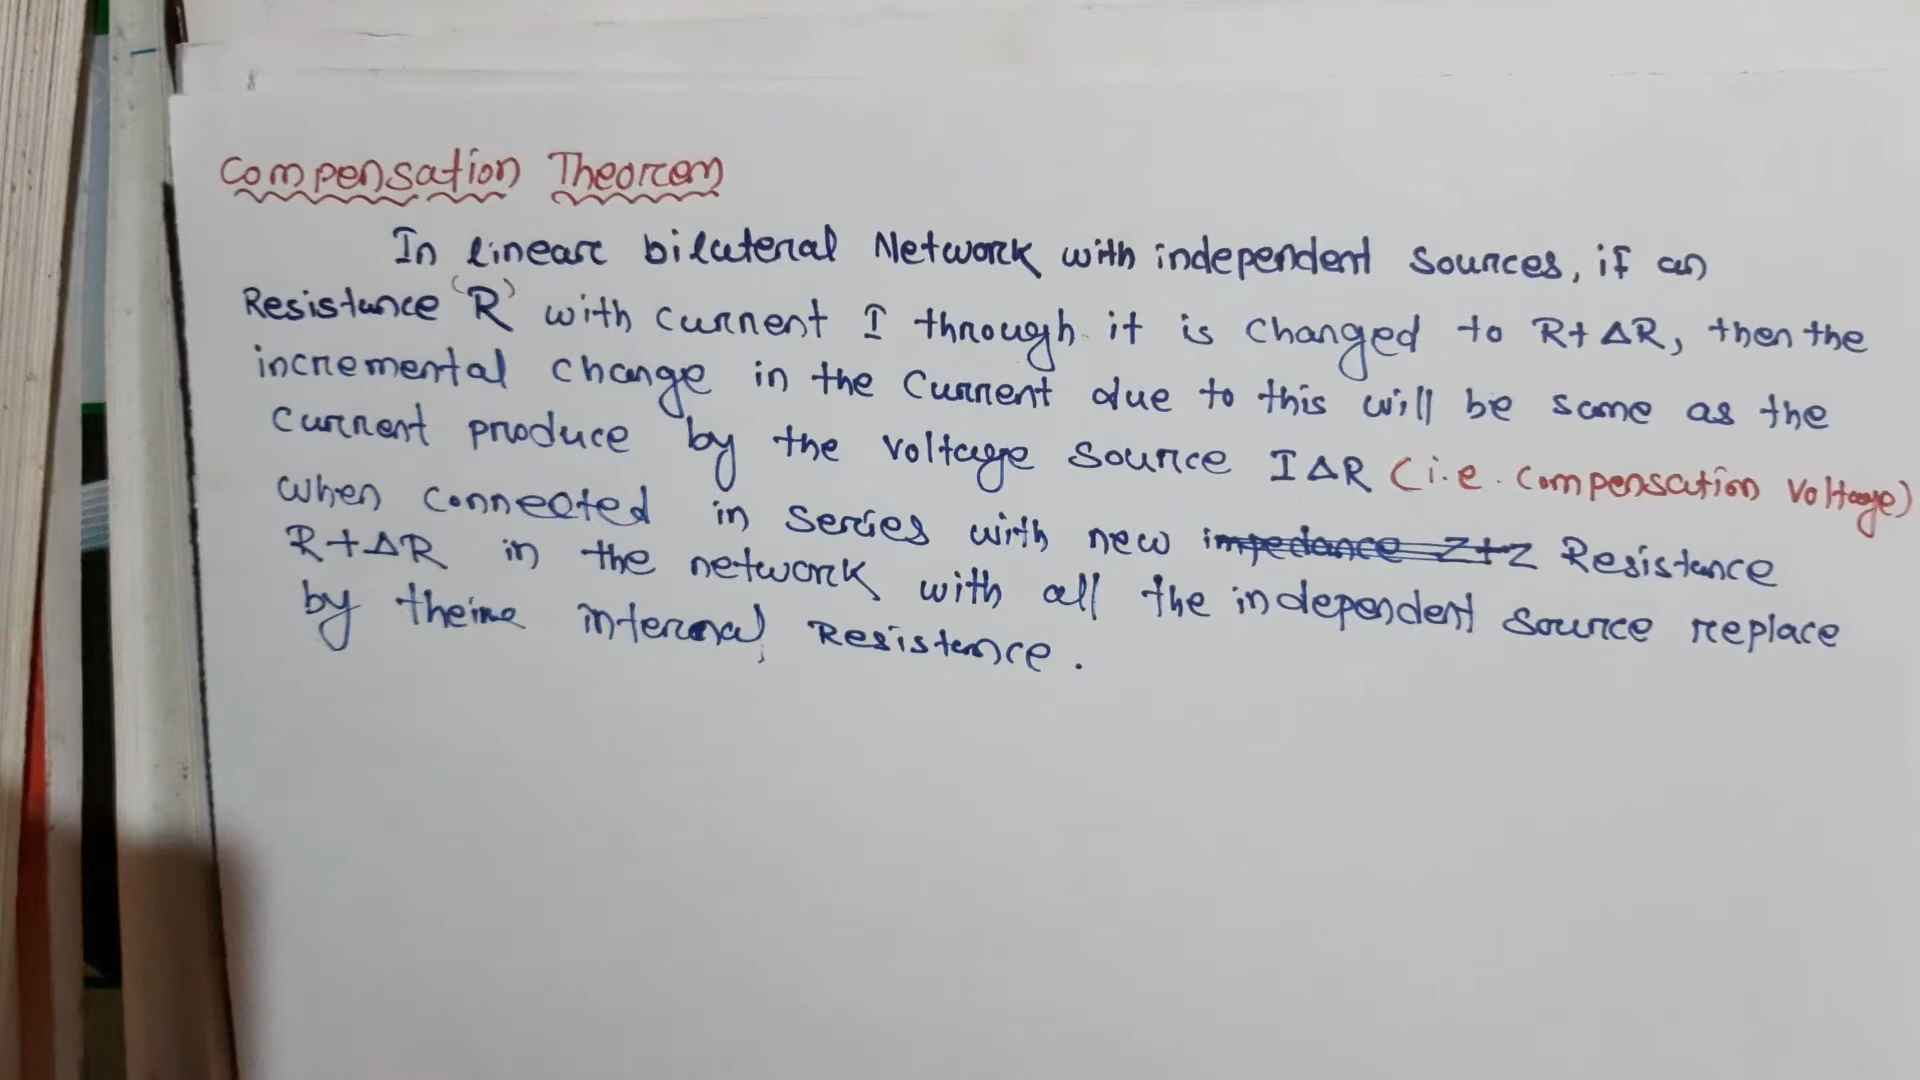 Compensation Theorem
In linear bilateral Network with independent Sources, if an
Resistance 'R' with current I through it is changed to R+ΔR, then the
incremental change in the current due to this will be same as the
current produce by the voltage source IΔR (i.e. compensation voltage)
when connected in series with new impedance Z+Z Resistance
R+ΔR in the network with all the independent source replace
by theire internal Resistance.